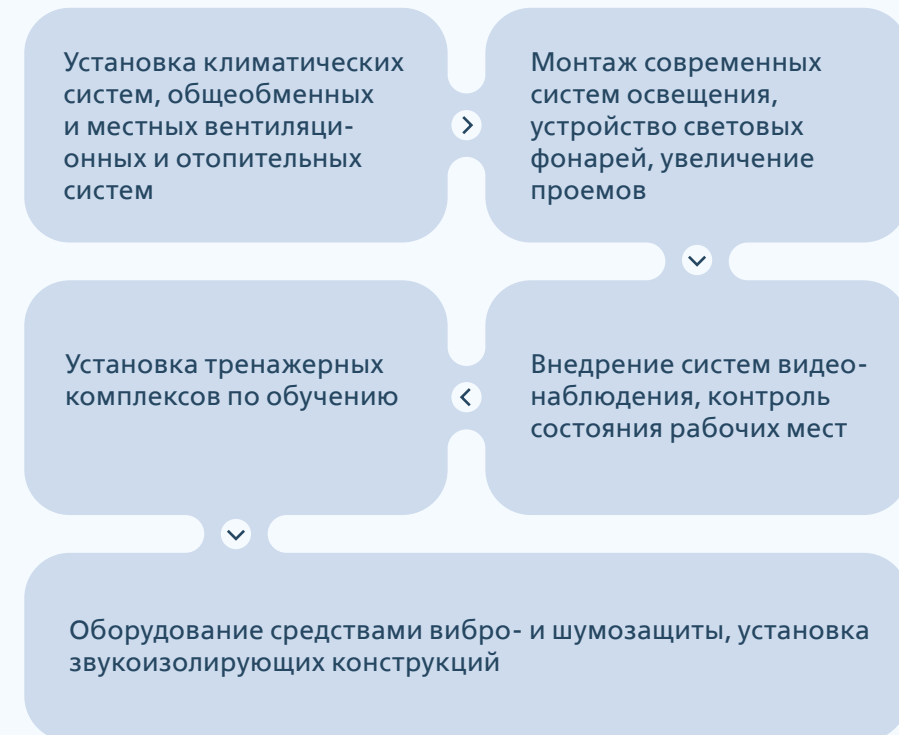 Установка климатических
систем, общеобменных
и местных вентиляци-
онных и отопительных
систем
Монтаж современных
систем освещения,
устройство световых
фонарей, увеличение
проемов
Внедрение систем видео-
наблюдения, контроль
состояния рабочих мест
Установка тренажерных
комплексов по обучению
Оборудование средствами вибро- и шумозащиты, установка
звукоизолирующих конструкций